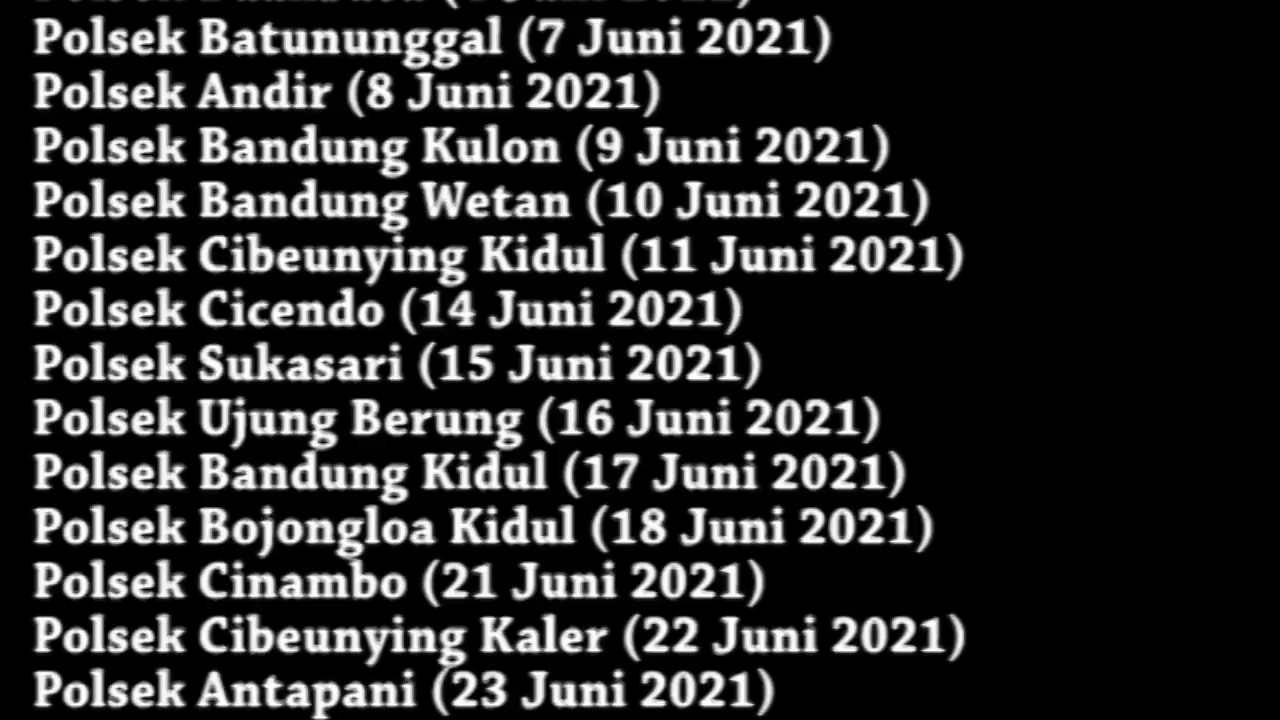 Polsek Batununggal (7 Juni 2021)
Polsek Andir (8 Juni 2021)
Polsek Bandung Kulon (9 Juni 2021)
Polsek Bandung Wetan (10 Juni 2021)
Polsek Cibeunying Kidul (11 Juni 2021)
Polsek Cicendo (14 Juni 2021)
Polsek Sukasari (15 Juni 2021)
Polsek Ujung Berung (16 Juni 2021)
Polsek Bandung Kidul (17 Juni 2021)
Polsek Bojongloa Kidul (18 Juni 2021)
Polsek Cinambo (21 Juni 2021)
Polsek Cibeunying Kaler (22 Juni 2021)
Polsek Antapani (23 Juni 2021)